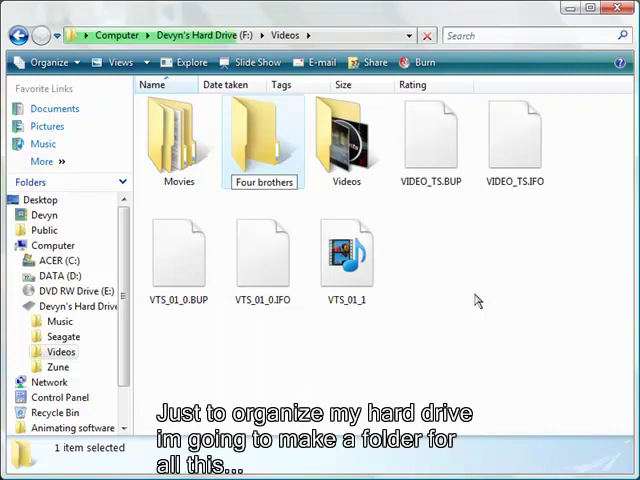 Computer ▸ Devyn's Hard Drive (F:) ▸ Videos ▸
Search
Organize Views Explore Slide Show E-mail Share Burn
Name Date taken Tags Size Rating
Favorite Links
Documents
Pictures
Music
More »
Folders
Desktop
Devyn
Public
Computer
ACER (C:)
DATA (D:)
DVD RW Drive (E:)
Devyn's Hard Drive
Music
Seagate
Videos
Zune
Network
Control Panel
Recycle Bin
Animating software
Movies
Four brothers
Videos
VIDEO_TS.BUP
VIDEO_TS.IFO
VTS_01_0.BUP
VTS_01_0.IFO
VTS_01_1
Just to organize my hard drive
im going to make a folder for
all this...
1 item selected